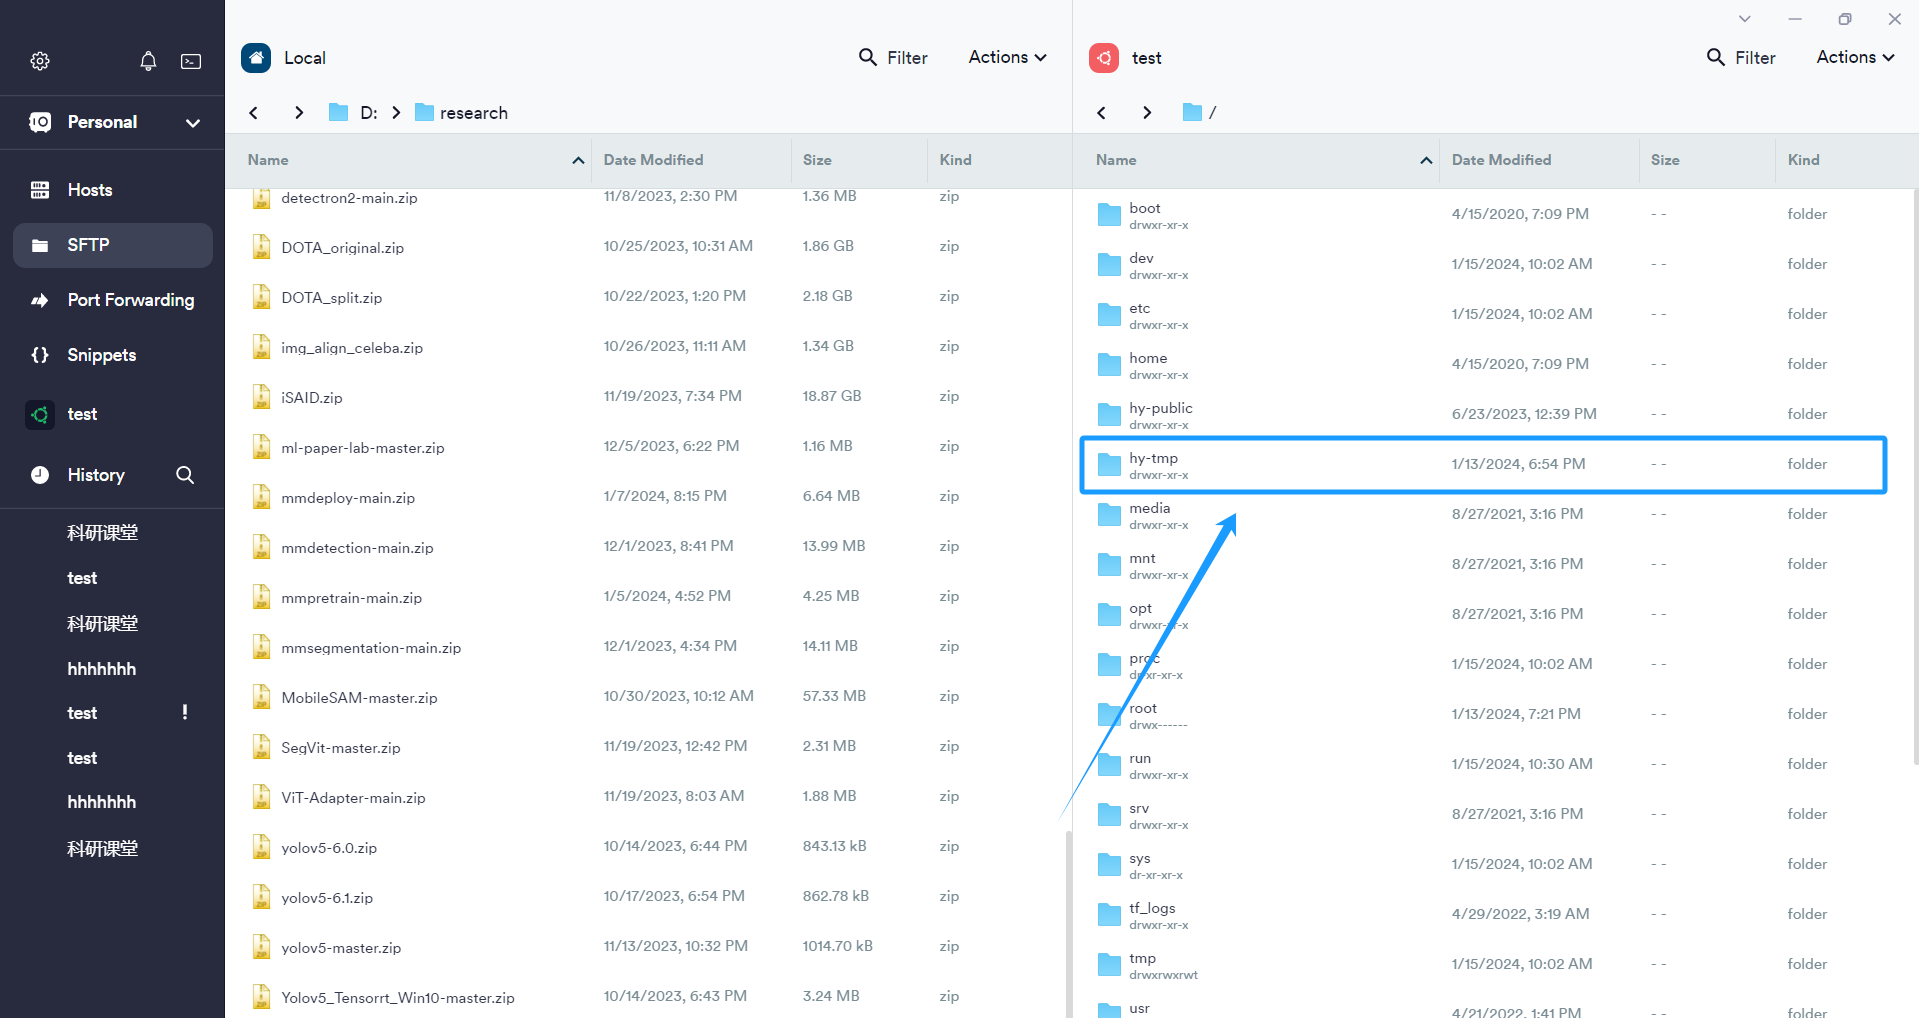 Personal
Hosts
SFTP
Port Forwarding
Snippets
test
History
科研课堂
test
科研课堂
hhhhhhh
test !
test
hhhhhhh
科研课堂
Local Filter Actions
D: research
Name Date Modified Size Kind
detectron2-main.zip 11/8/2023, 2:30 PM 1.36 MB zip
DOTA_original.zip 10/25/2023, 10:31 AM 1.86 GB zip
DOTA_split.zip 10/22/2023, 1:20 PM 2.18 GB zip
img_align_celeba.zip 10/26/2023, 11:11 AM 1.34 GB zip
iSAID.zip 11/19/2023, 7:34 PM 18.87 GB zip
ml-paper-lab-master.zip 12/5/2023, 6:22 PM 1.16 MB zip
mmdeploy-main.zip 1/7/2024, 8:15 PM 6.64 MB zip
mmdetection-main.zip 12/1/2023, 8:41 PM 13.99 MB zip
mmpretrain-main.zip 1/5/2024, 4:52 PM 4.25 MB zip
mmsegmentation-main.zip 12/1/2023, 4:34 PM 14.11 MB zip
MobileSAM-master.zip 10/30/2023, 10:12 AM 57.33 MB zip
SegVit-master.zip 11/19/2023, 12:42 PM 2.31 MB zip
ViT-Adapter-main.zip 11/19/2023, 8:03 AM 1.88 MB zip
yolov5-6.0.zip 10/14/2023, 6:44 PM 843.13 kB zip
yolov5-6.1.zip 10/17/2023, 6:54 PM 862.78 kB zip
yolov5-master.zip 11/13/2023, 10:32 PM 1014.70 kB zip
Yolov5_Tensorrt_Win10-master.zip 10/14/2023, 6:43 PM 3.24 MB zip
test Filter Actions
/
Name Date Modified Size Kind
boot 4/15/2020, 7:09 PM - - folder
drwxr-xr-x
dev 1/15/2024, 10:02 AM - - folder
drwxr-xr-x
etc 1/15/2024, 10:02 AM - - folder
drwxr-xr-x
home 4/15/2020, 7:09 PM - - folder
drwxr-xr-x
hy-public 6/23/2023, 12:39 PM - - folder
drwxr-xr-x
hy-tmp 1/13/2024, 6:54 PM - - folder
drwxr-xr-x
media 8/27/2021, 3:16 PM - - folder
drwxr-xr-x
mnt 8/27/2021, 3:16 PM - - folder
drwxr-xr-x
opt 8/27/2021, 3:16 PM - - folder
drwxr-xr-x
proc 1/15/2024, 10:02 AM - - folder
dr-xr-xr-x
root 1/13/2024, 7:21 PM - - folder
drwx------
run 1/15/2024, 10:30 AM - - folder
drwxr-xr-x
srv 8/27/2021, 3:16 PM - - folder
drwxr-xr-x
sys 1/15/2024, 10:02 AM - - folder
dr-xr-xr-x
tf_logs 4/29/2022, 3:19 AM - - folder
drwxr-xr-x
tmp 1/15/2024, 10:02 AM - - folder
drwxrwxrwt
usr 4/21/2022, 1:41 PM - - folder